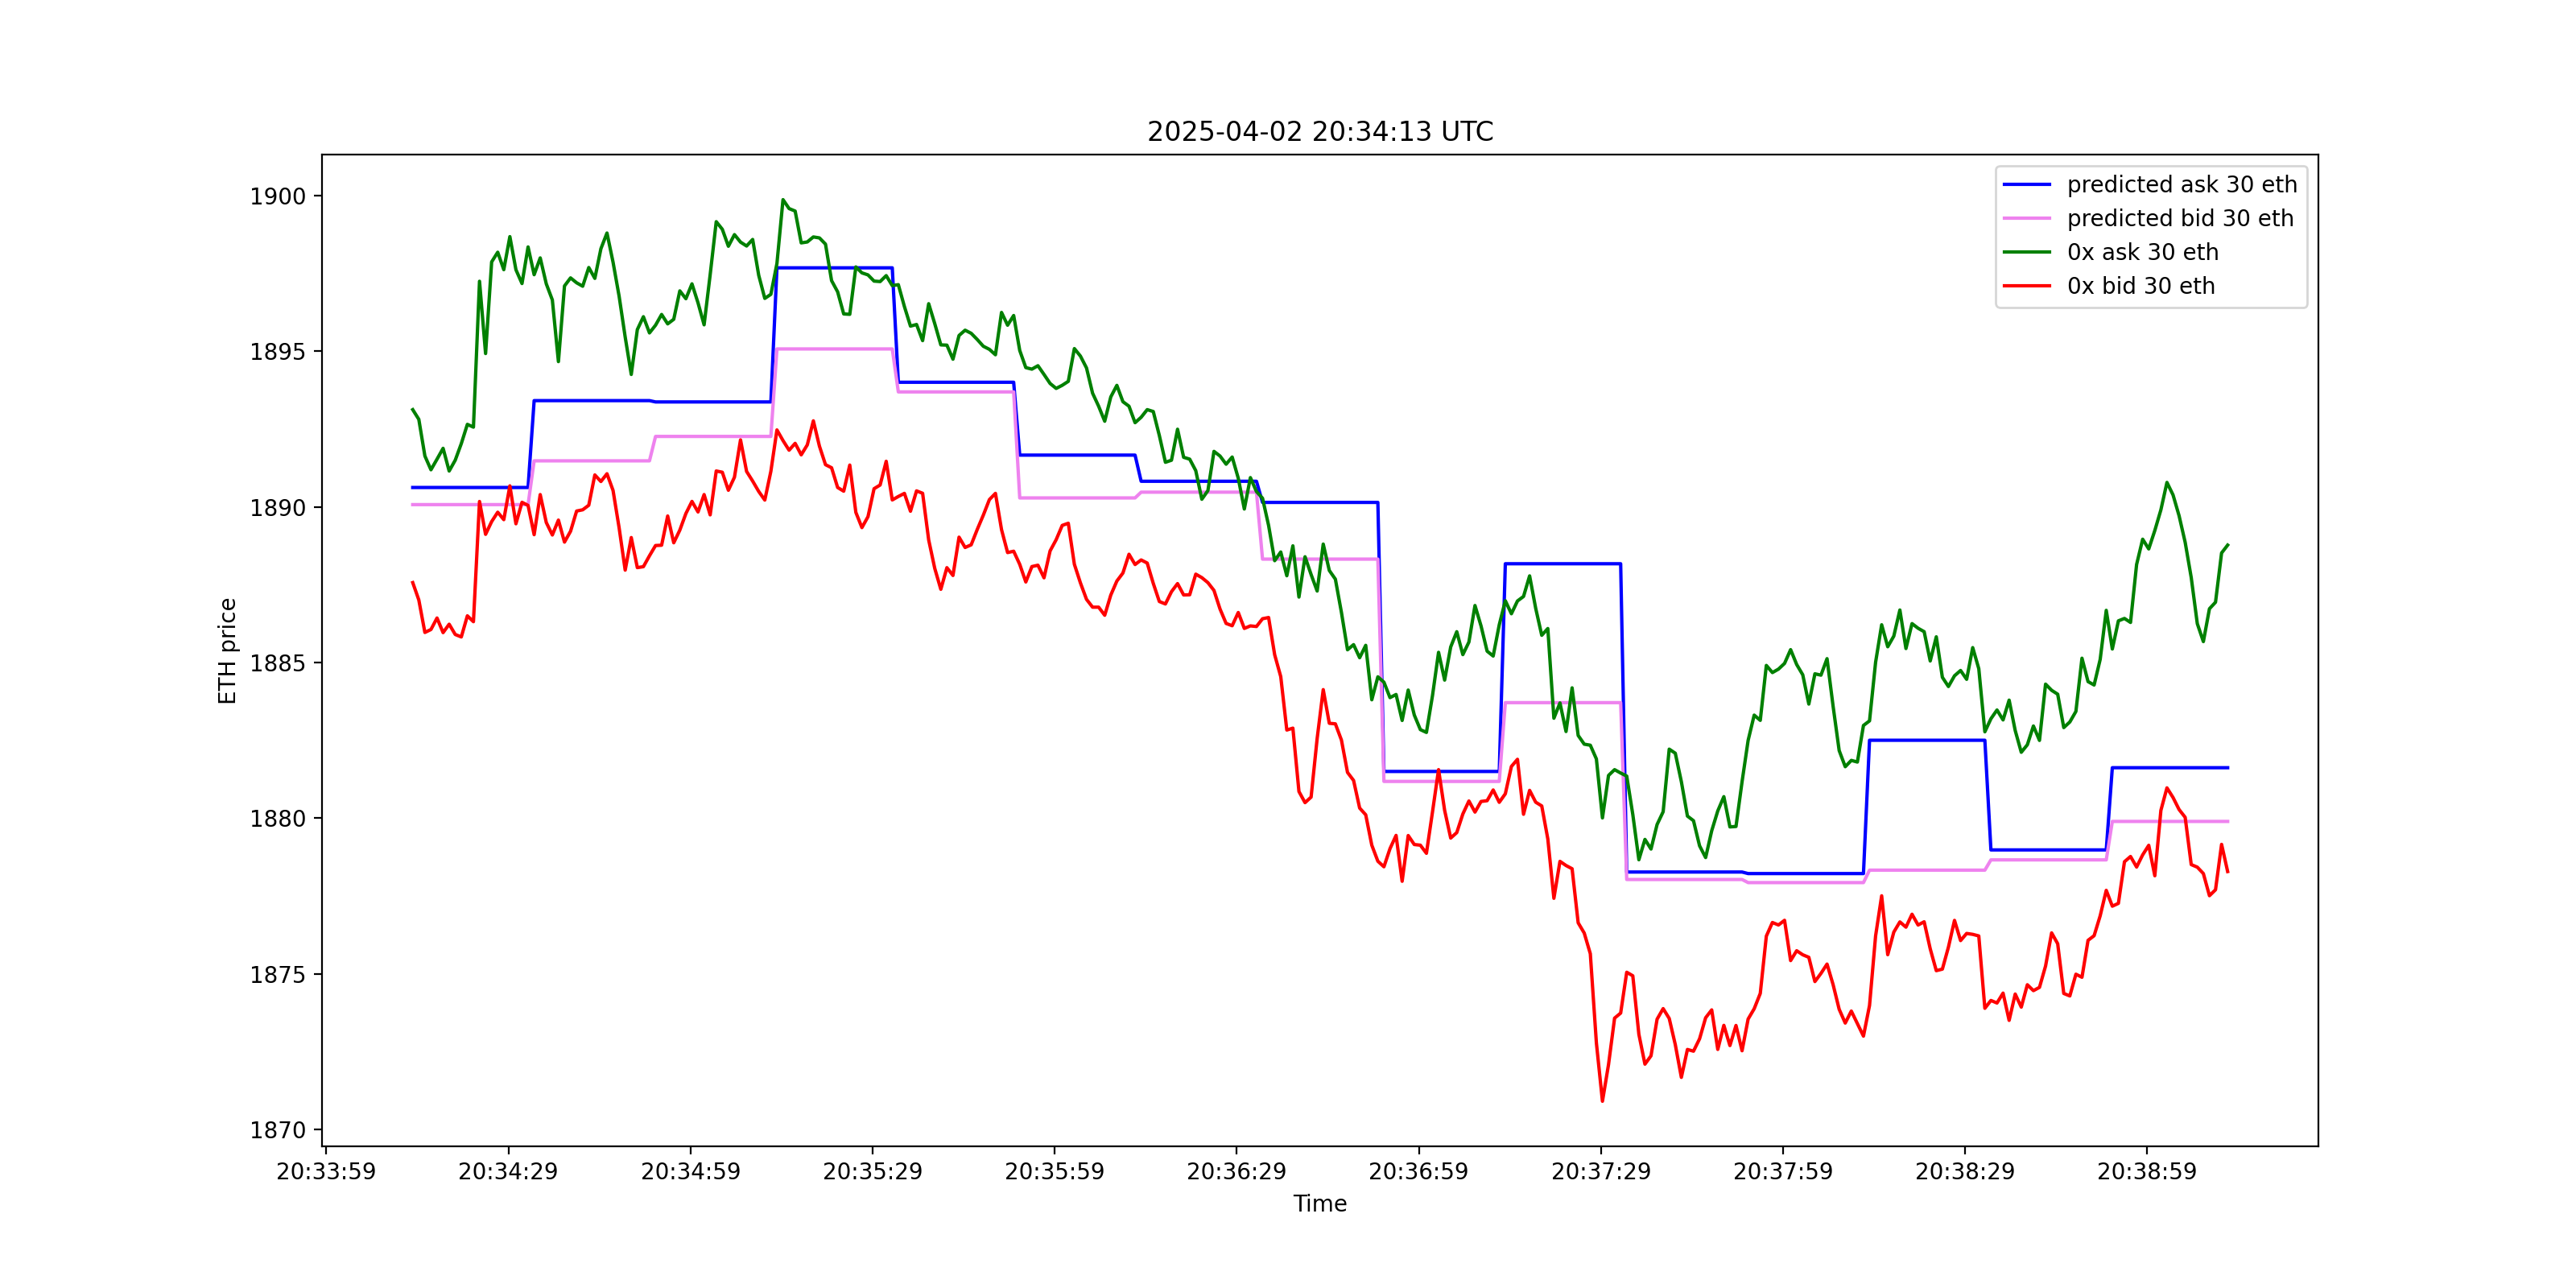 2025-04-02 20:34:13 UTC
predicted ask 30 eth
predicted bid 30 eth
0x ask 30 eth
0x bid 30 eth
ETH price
1900
1895
1890
1885
1880
1875
1870
20:33:59 20:34:29 20:34:59 20:35:29 20:35:59 20:36:29 20:36:59 20:37:29 20:37:59 20:38:29 20:38:59
Time